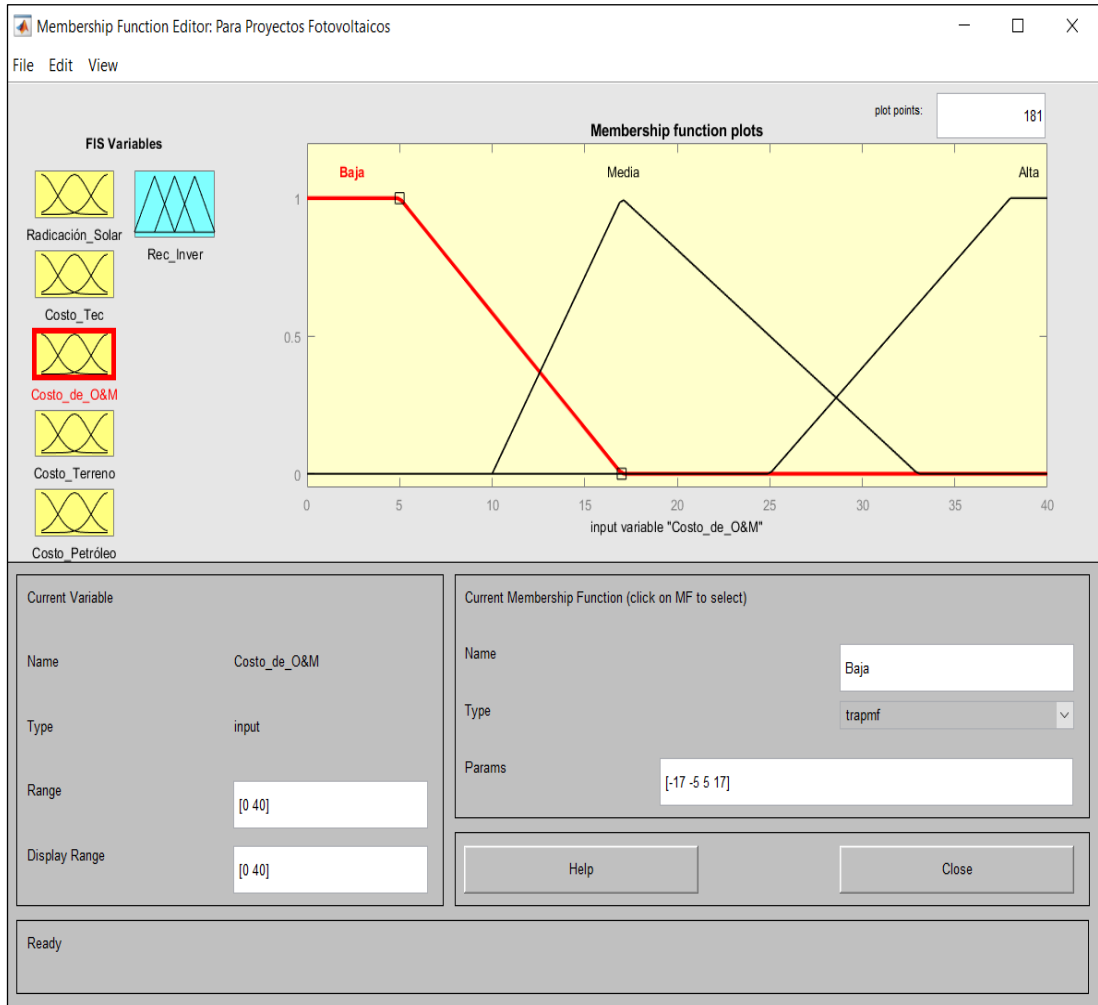 Membership Function Editor: Para Proyectos Fotovoltaicos
File Edit View
plot points: 181
FIS Variables
Membership function plots
Radicación_Solar
Rec_Inver
Costo_Tec
Costo_de_O&M
Costo_Terreno
Costo_Petróleo
Baja Media Alta
1
0.5
0
0 5 10 15 20 25 30 35 40
input variable "Costo_de_O&M"
Current Variable
Name Costo_de_O&M
Type input
Range [0 40]
Display Range [0 40]
Current Membership Function (click on MF to select)
Name Baja
Type trapmf
Params [-17 -5 5 17]
Help Close
Ready